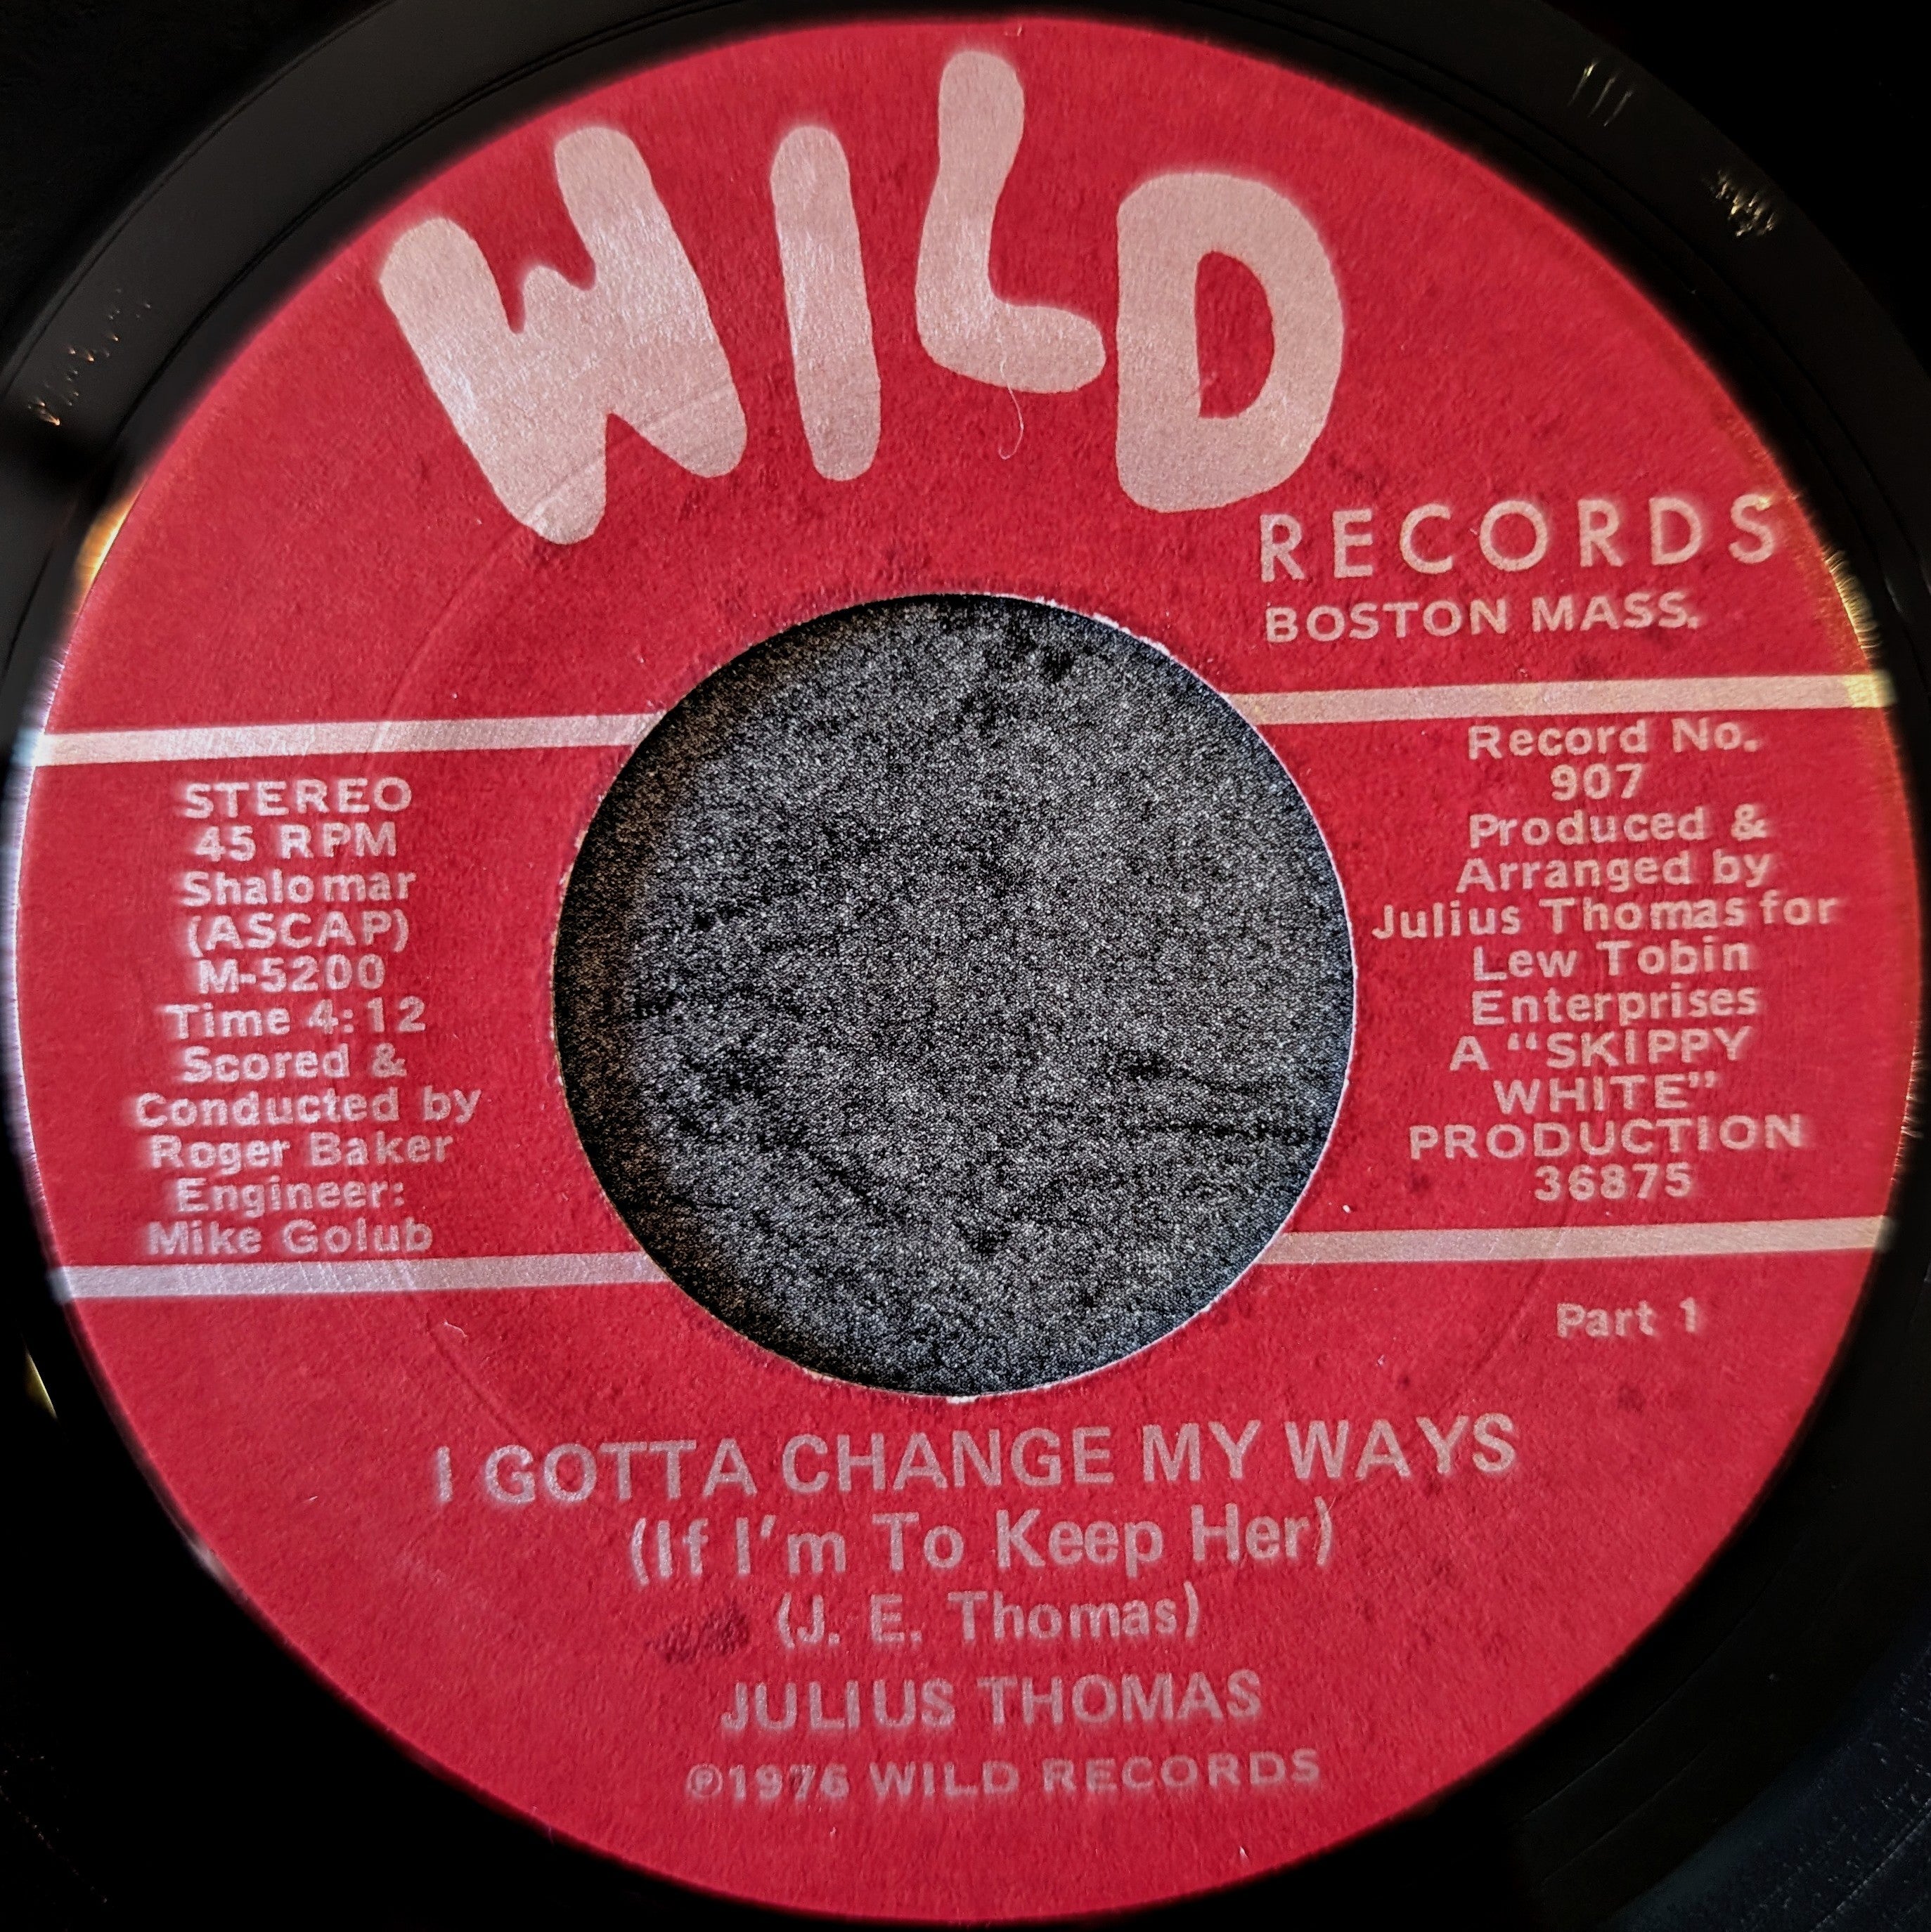 WILD
RECORDS
BOSTON MASS.
STEREO
45 RPM
Shalomar
(ASCAP)
M-5200
Time 4:12
Scored &
Conducted by
Roger Baker
Engineer:
Mike Golub
Record No.
907
Produced &
Arranged by
Julius Thomas for
Lew Tobin
Enterprises
A "SKIPPY
WHITE"
PRODUCTION
36875
Part 1
I GOTTA CHANGE MY WAYS
(If I'm To Keep Her)
(J. E. Thomas)
JULIUS THOMAS
℗1976 WILD RECORDS